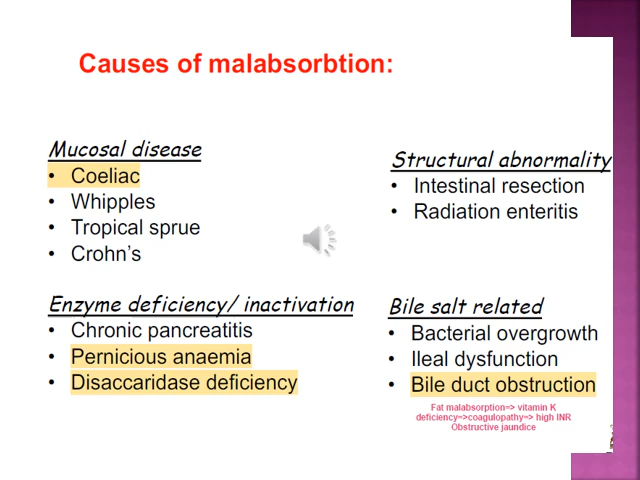 Causes of malabsorbtion:
Mucosal disease
• Coeliac
• Whipples
• Tropical sprue
• Crohn's
Structural abnormality
• Intestinal resection
• Radiation enteritis
Enzyme deficiency/ inactivation
• Chronic pancreatitis
• Pernicious anaemia
• Disaccharidase deficiency
Bile salt related
• Bacterial overgrowth
• Ileal dysfunction
• Bile duct obstruction
Fat malabsorption=> vitamin K
deficiency=>coagulopathy=> high INR
Obstructive jaundice